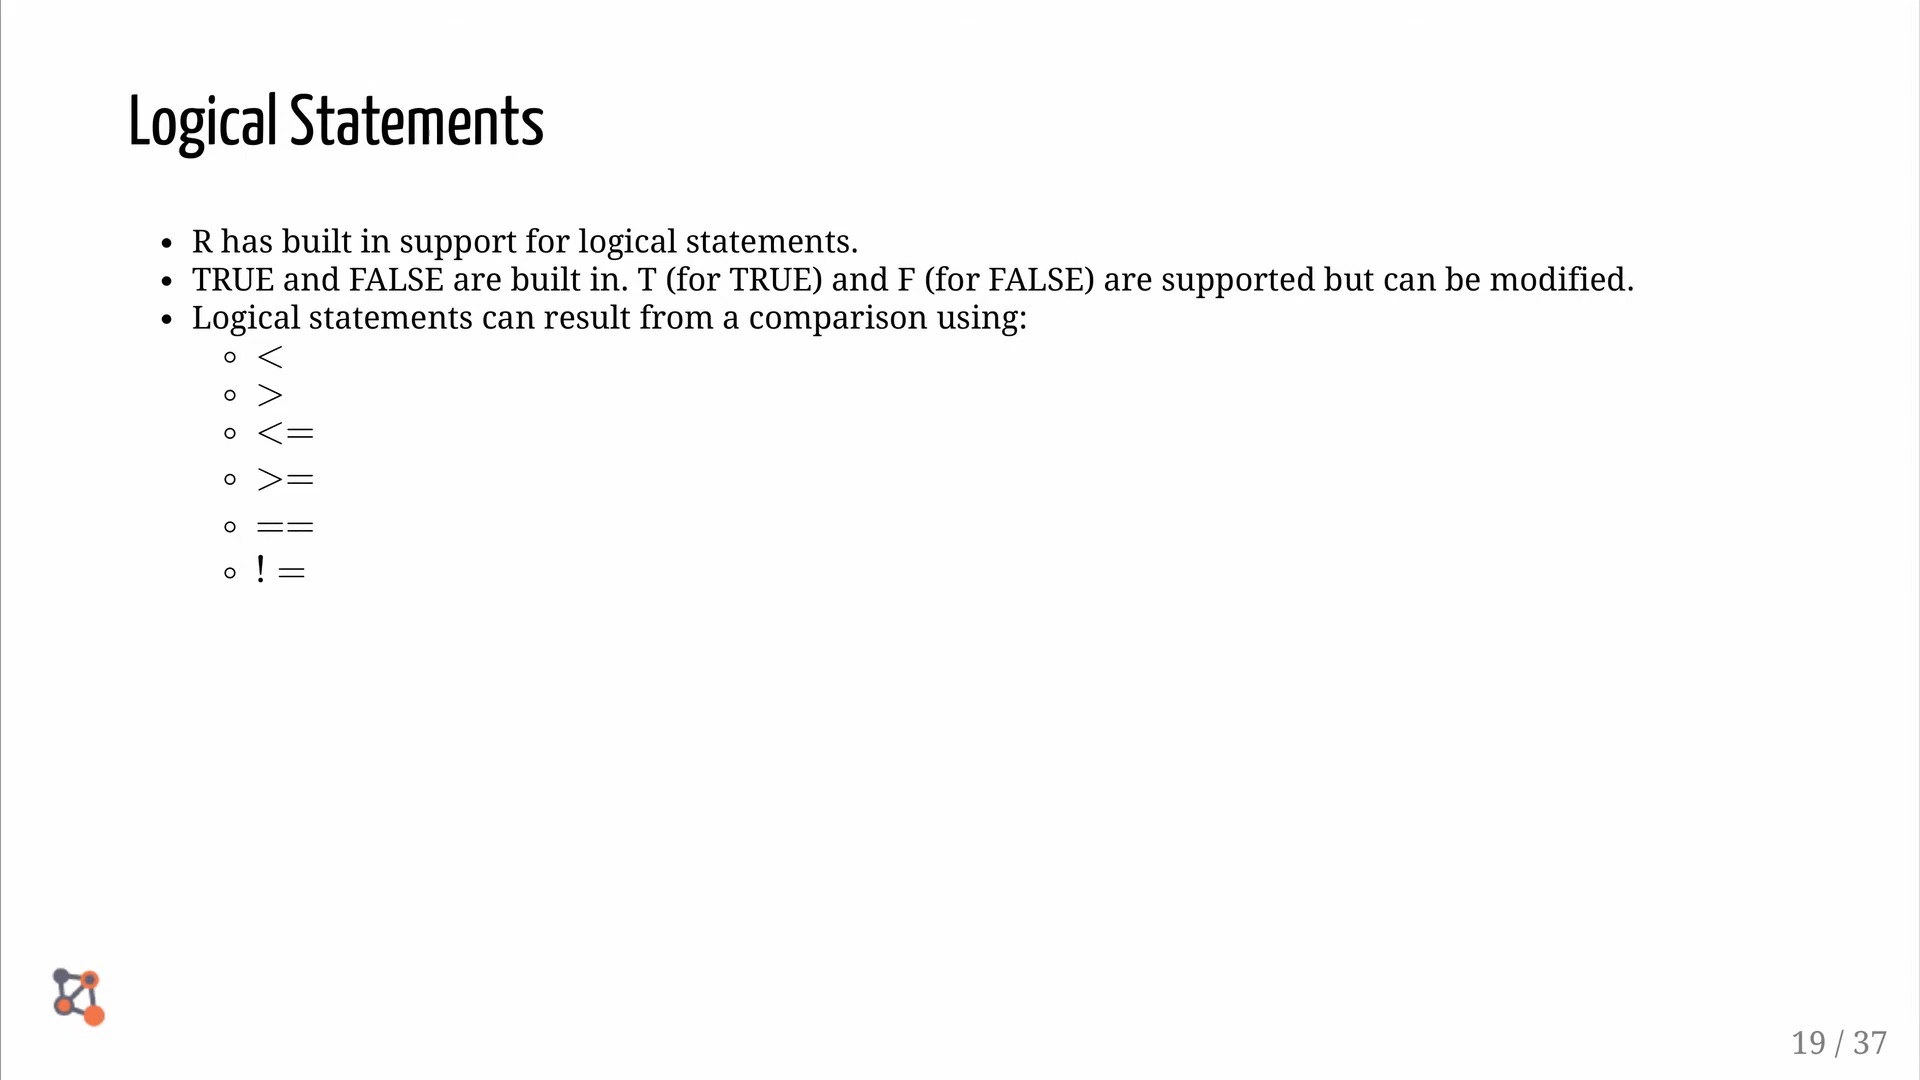 Logical Statements
• R has built in support for logical statements.
• TRUE and FALSE are built in. T (for TRUE) and F (for FALSE) are supported but can be modified.
• Logical statements can result from a comparison using:
◦ <
◦ >
◦ <=
◦ >=
◦ ==
◦ ! =
19 / 37